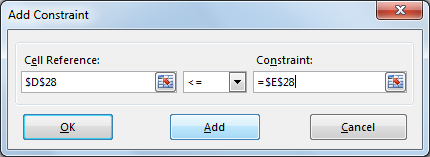 Add Constraint
Cell Reference: Constraint:
$D$28 <= =$E$28
OK Add Cancel